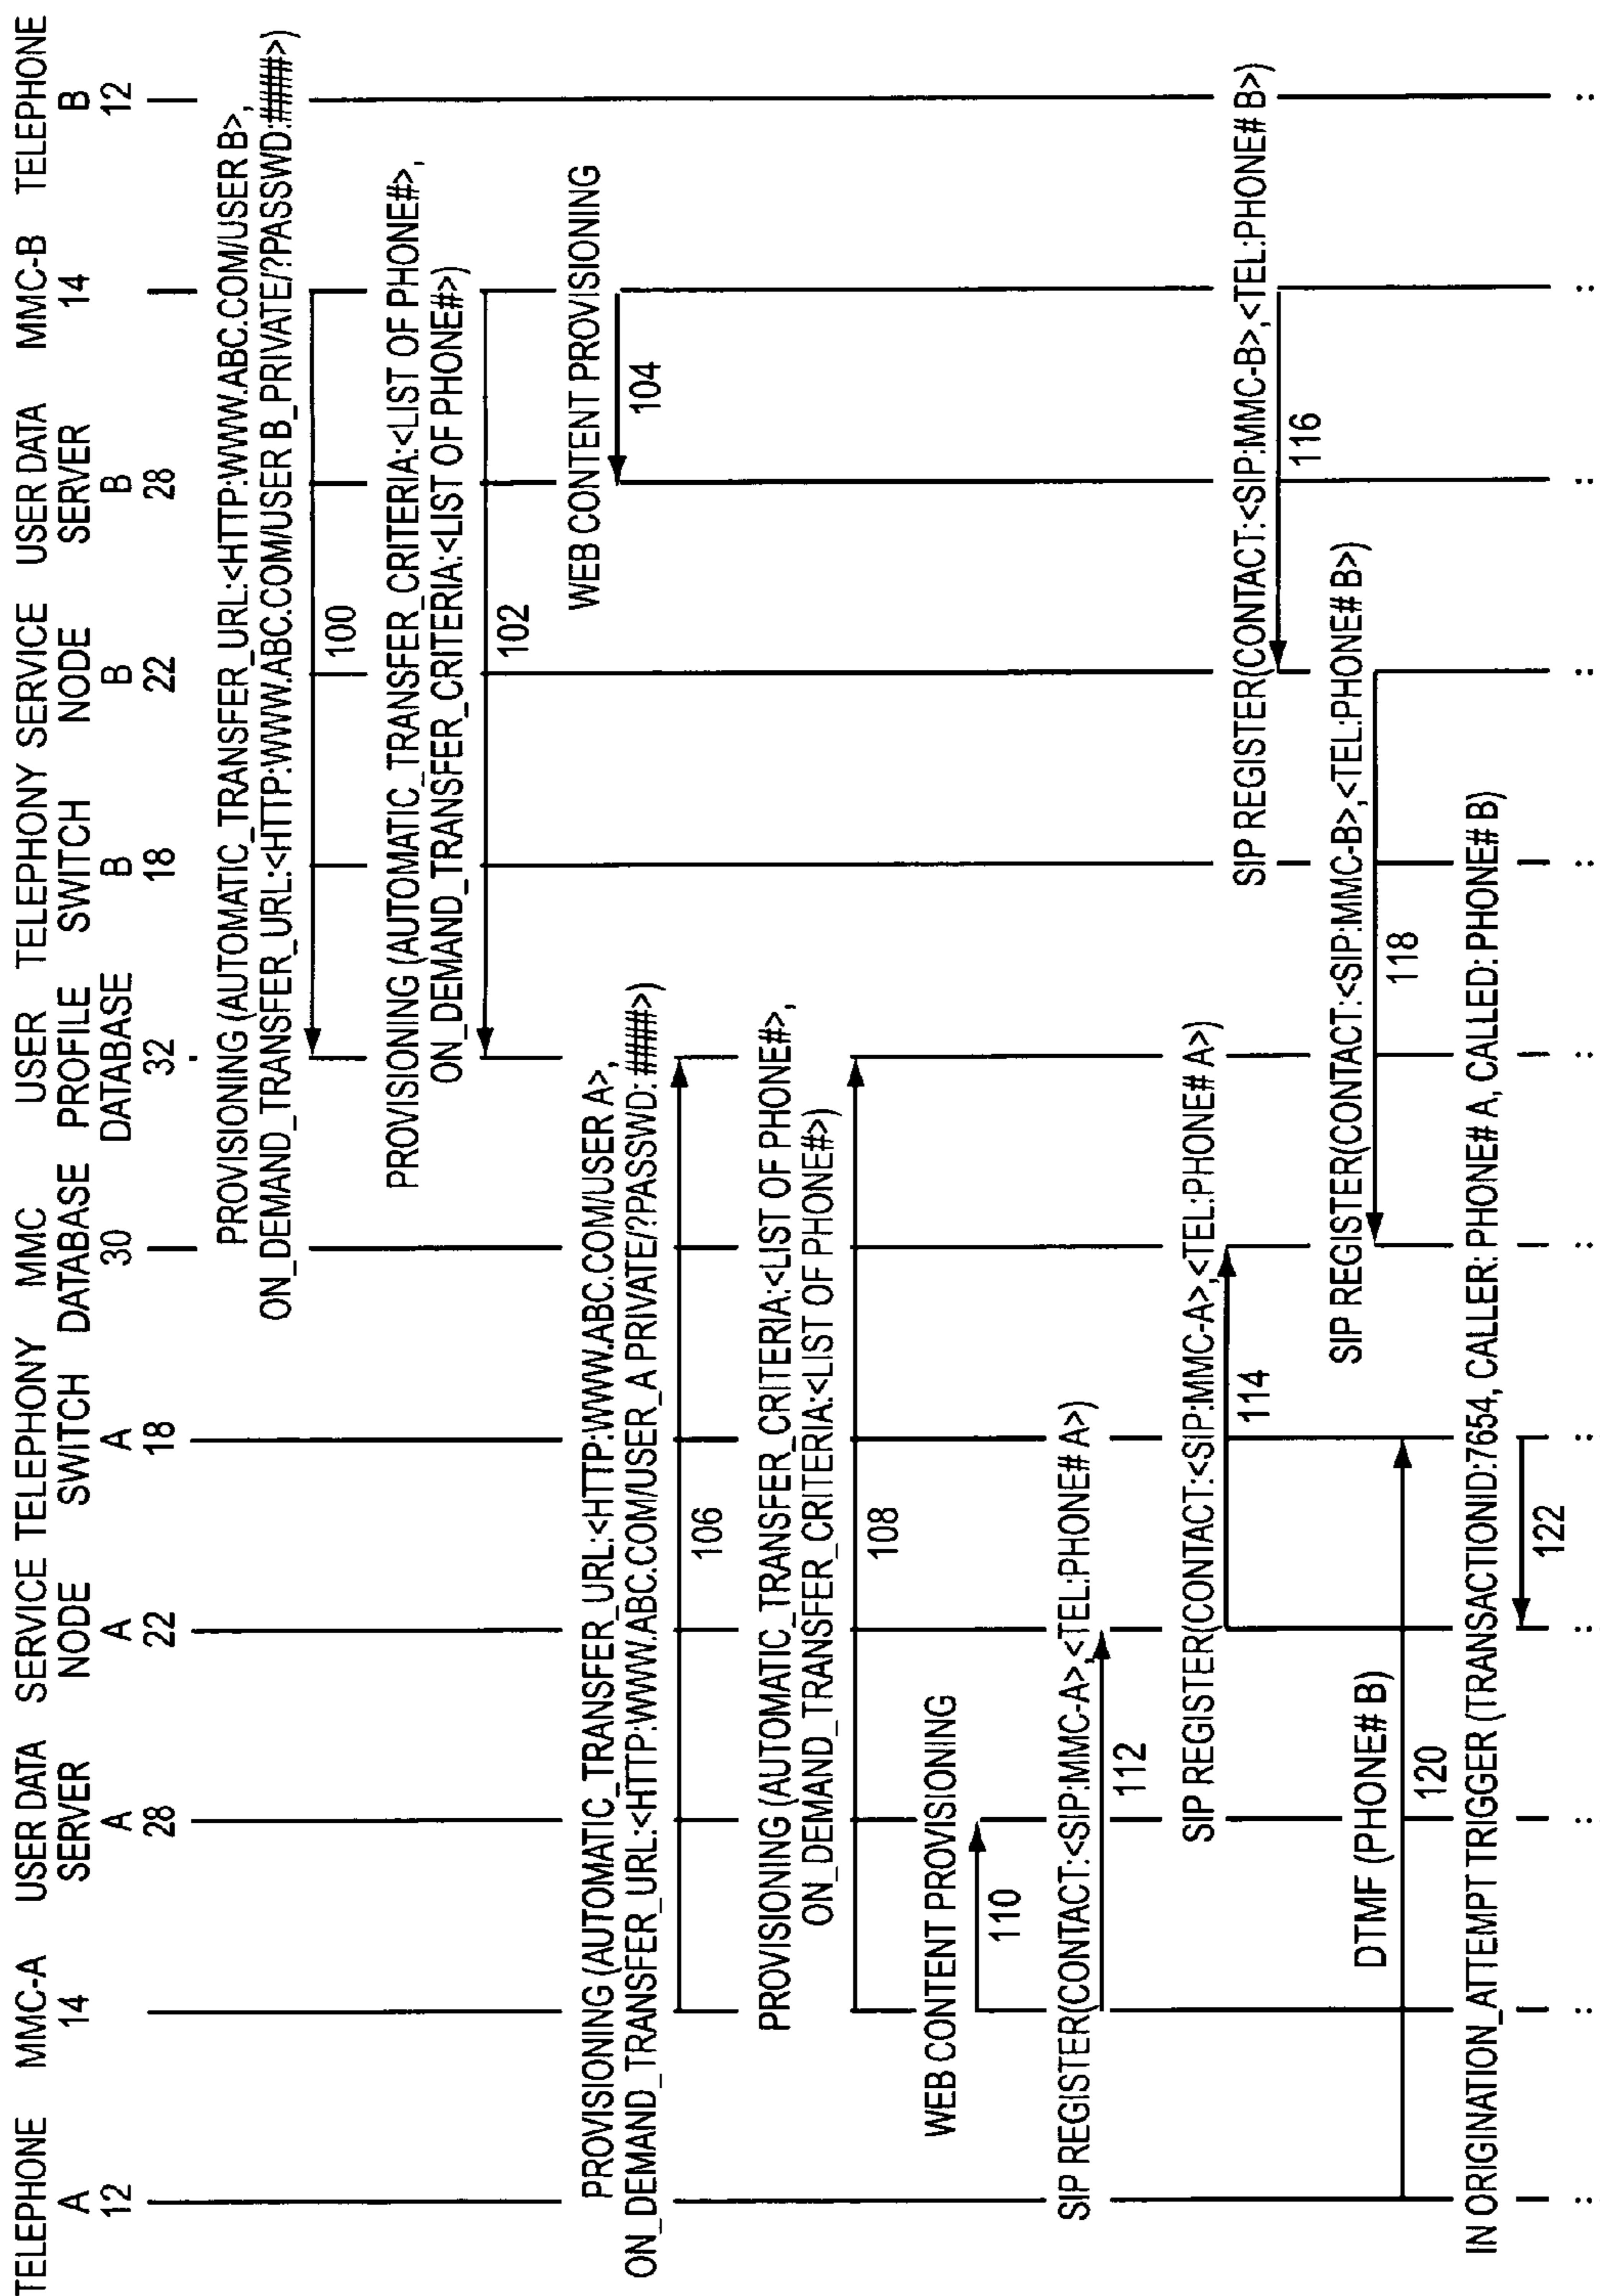 TELEPHONE A 12
MMC-A 14
USER DATA SERVER A 28
SERVICE NODE A 22
TELEPHONY SWITCH A 18
MMC DATABASE 30
USER PROFILE DATABASE 32
TELEPHONY SWITCH B 18
SERVICE NODE B 22
USER DATA SERVER B 28
MMC-B 14
TELEPHONE B 12
PROVISIONING (AUTOMATIC_TRANSFER_URL:<HTTP:WWW.ABC.COM/USER B>,
ON_DEMAND_TRANSFER_URL:<HTTP:WWW.ABC.COM/USER B_PRIVATE/?PASSWD:####>)
100
PROVISIONING (AUTOMATIC_TRANSFER_CRITERIA:<LIST OF PHONE#>,
ON_DEMAND_TRANSFER_CRITERIA:<LIST OF PHONE#>)
102
WEB CONTENT PROVISIONING
104
PROVISIONING (AUTOMATIC_TRANSFER_URL:<HTTP:WWW.ABC.COM/USER A>,
ON_DEMAND_TRANSFER_URL:<HTTP:WWW.ABC.COM/USER_A PRIVATE/?PASSWD: ####>)
106
PROVISIONING (AUTOMATIC_TRANSFER_CRITERIA:<LIST OF PHONE#>,
ON_DEMAND_TRANSFER_CRITERIA:<LIST OF PHONE#>)
108
WEB CONTENT PROVISIONING
110
SIP REGISTER(CONTACT:<SIP:MMC-A>,<TEL:PHONE# A>)
112
SIP REGISTER(CONTACT:<SIP:MMC-A>,<TEL:PHONE# A>)
114
SIP REGISTER(CONTACT:<SIP:MMC-B>,<TEL:PHONE# B>)
116
SIP REGISTER(CONTACT:<SIP:MMC-B>,<TEL:PHONE# B>)
118
DTMF (PHONE# B)
120
IN ORIGINATION_ATTEMPT TRIGGER (TRANSACTIONID:7654, CALLER: PHONE# A, CALLED: PHONE# B)
122